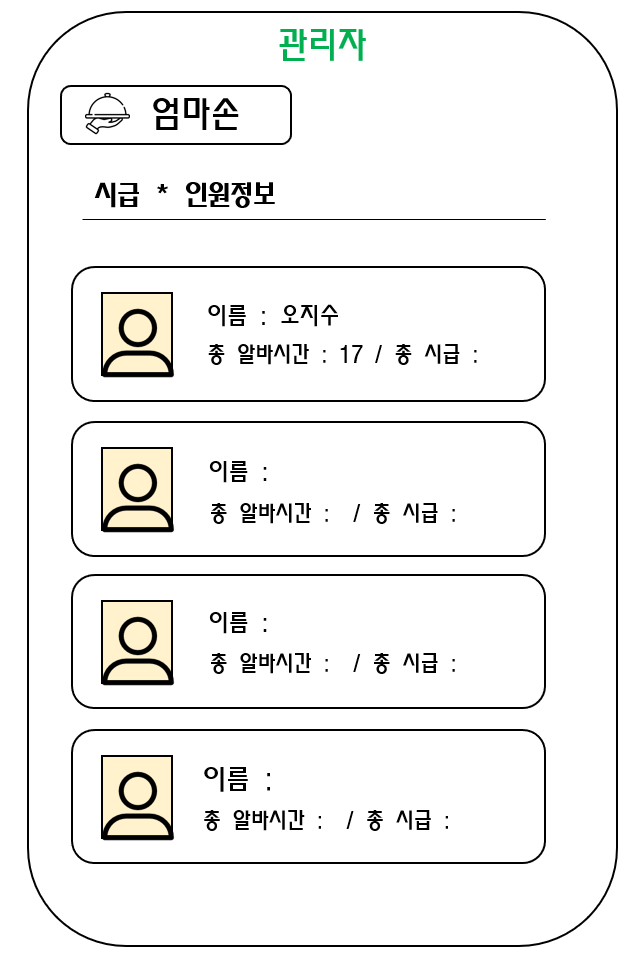 관리자
엄마손
시급 * 인원정보
이름 : 오지수
총 알바시간 : 17 / 총 시급 :
이름 :
총 알바시간 : / 총 시급 :
이름 :
총 알바시간 : / 총 시급 :
이름 :
총 알바시간 : / 총 시급 :